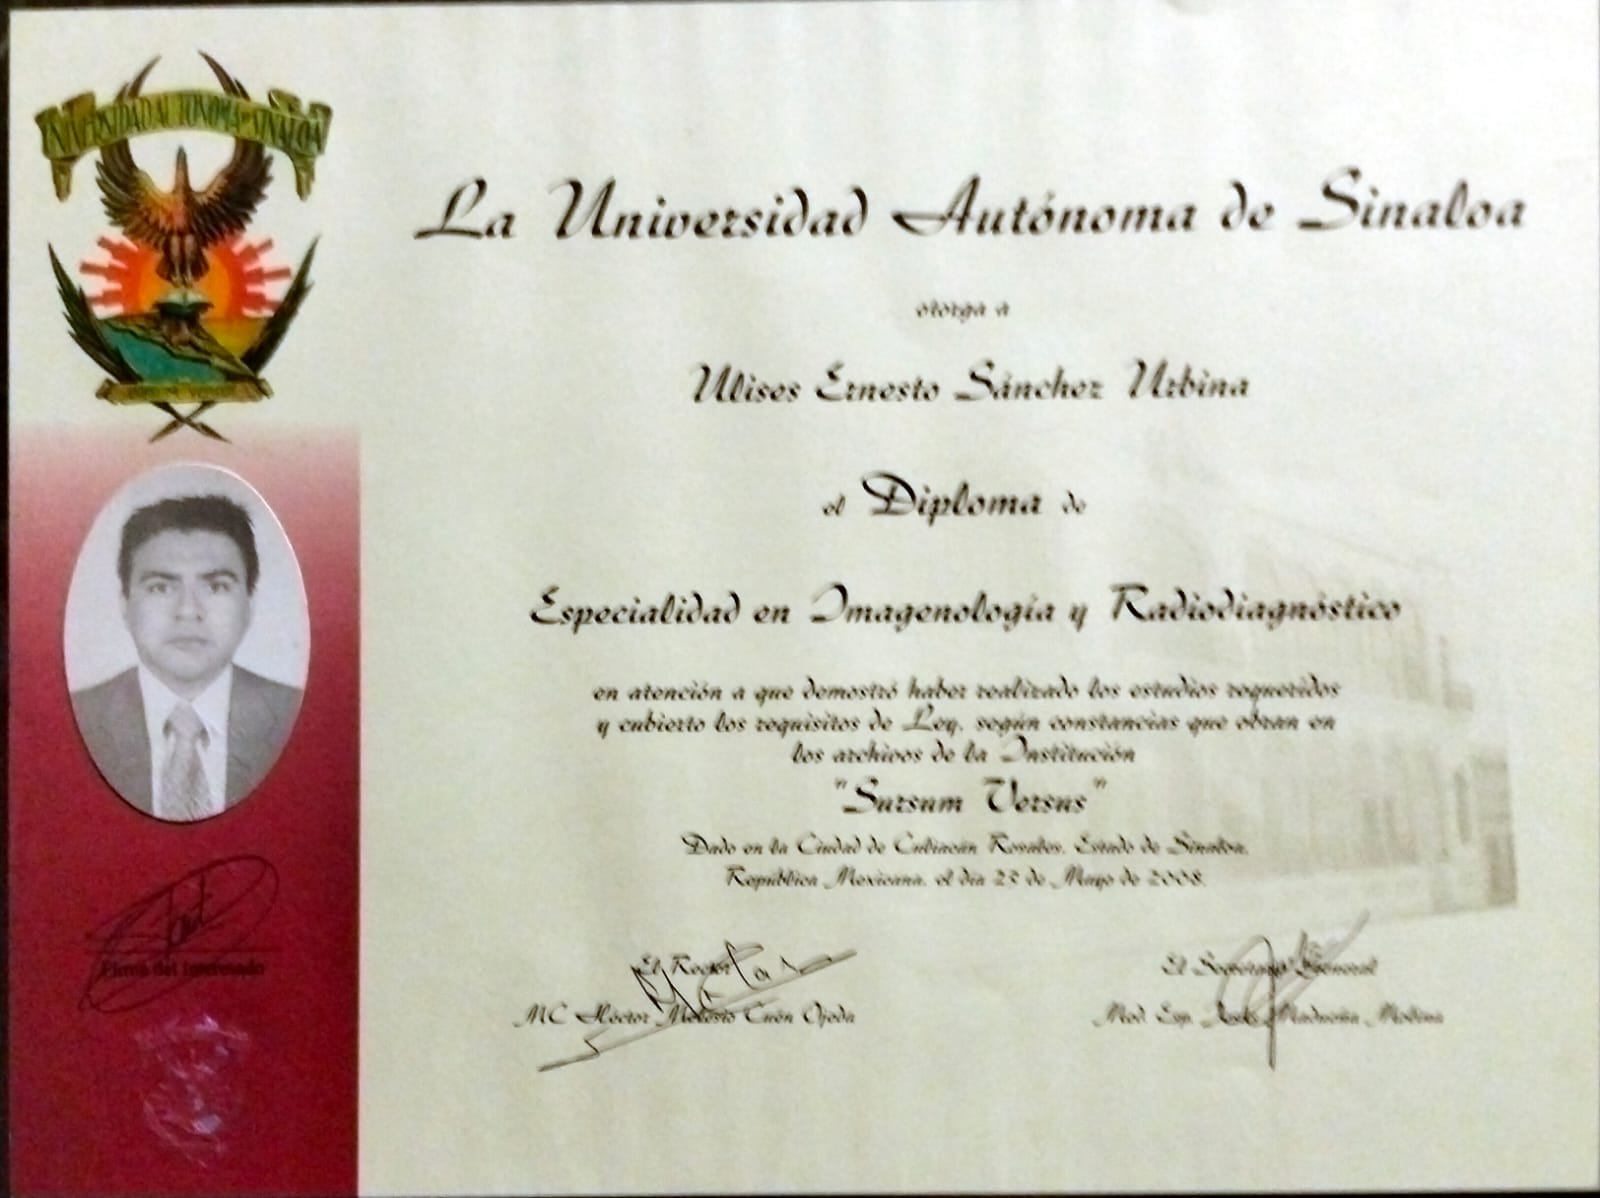 UNIVERSIDAD AUTONOMA DE SINALOA
La Universidad Autónoma de Sinaloa
otorga a
Ulises Ernesto Sánchez Urbina
el Diploma de
Especialidad en Imagenología y Radiodiagnóstico
en atención a que demostró haber realizado los estudios requeridos
y cubierto los requisitos de Ley, según constancias que obran en
los archivos de la Institución
"Sursum Versus"
Dado en la Ciudad de Culiacán Rosales, Estado de Sinaloa,
República Mexicana, el día 23 de Mayo de 2008.
Firma del Interesado
El Rector
MC Héctor Melesio Cuén Ojeda
El Secretario General
Med. Esp. Jesús Madueña Molina